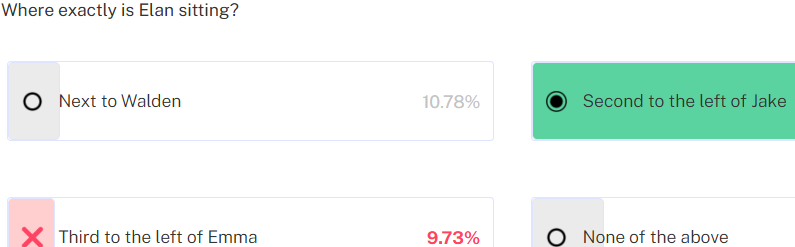 Where exactly is Elan sitting?
Next to Walden 10.78% Second to the left of Jake
Third to the left of Emma 9.73% None of the above